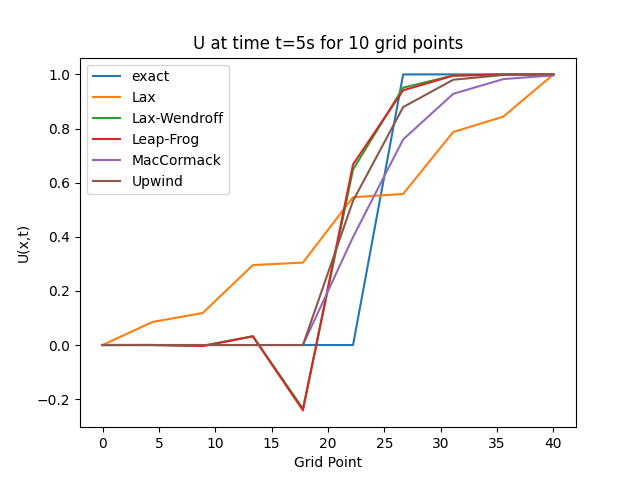 U at time t=5s for 10 grid points
exact
Lax
Lax-Wendroff
Leap-Frog
MacCormack
Upwind
1.0
0.8
0.6
0.4
0.2
0.0
−0.2
U(x,t)
0 5 10 15 20 25 30 35 40
Grid Point